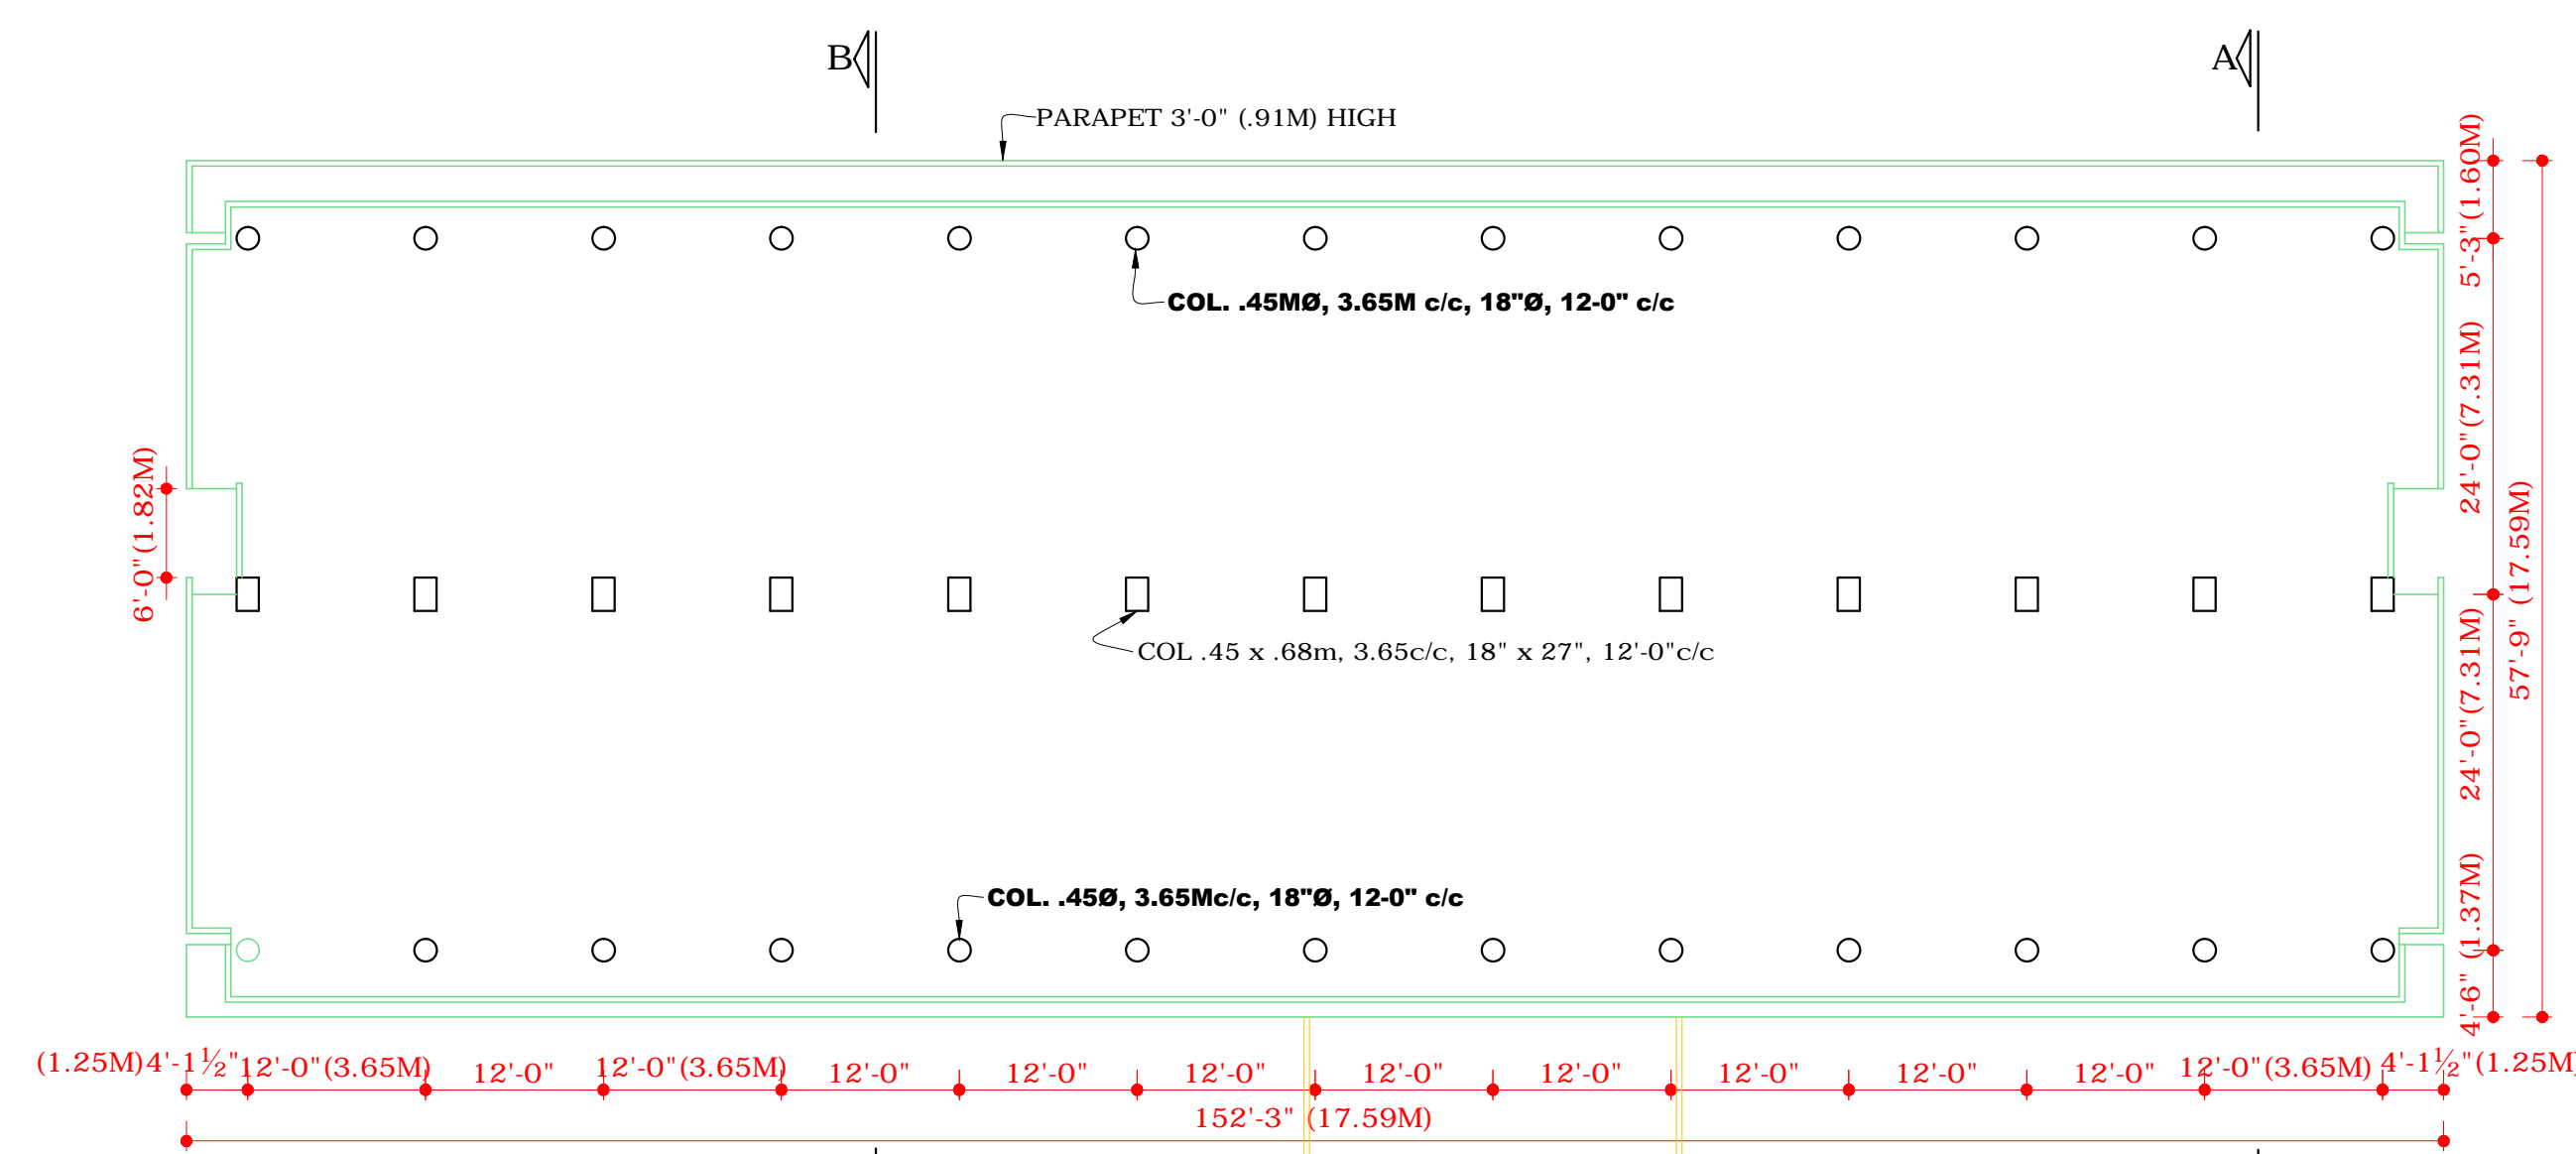 B
A
PARAPET 3'-0" (.91M) HIGH
5'-3" (1.60M)
COL. .45MØ, 3.65M c/c, 18"Ø, 12-0" c/c
24'-0"(7.31M)
6'-0"(1.82M)
57'-9" (17.59M)
COL .45 x .68m, 3.65c/c, 18" x 27", 12'-0"c/c
24'-0"(7.31M)
COL. .45Ø, 3.65Mc/c, 18"Ø, 12-0" c/c
4'-6" (1.37M)
(1.25M)4'-1½" 12'-0"(3.65M) 12'-0" 12'-0"(3.65M) 12'-0" 12'-0" 12'-0" 12'-0" 12'-0" 12'-0" 12'-0" 12'-0" 12'-0"(3.65M) 4'-1½"(1.25M)
152'-3" (17.59M)